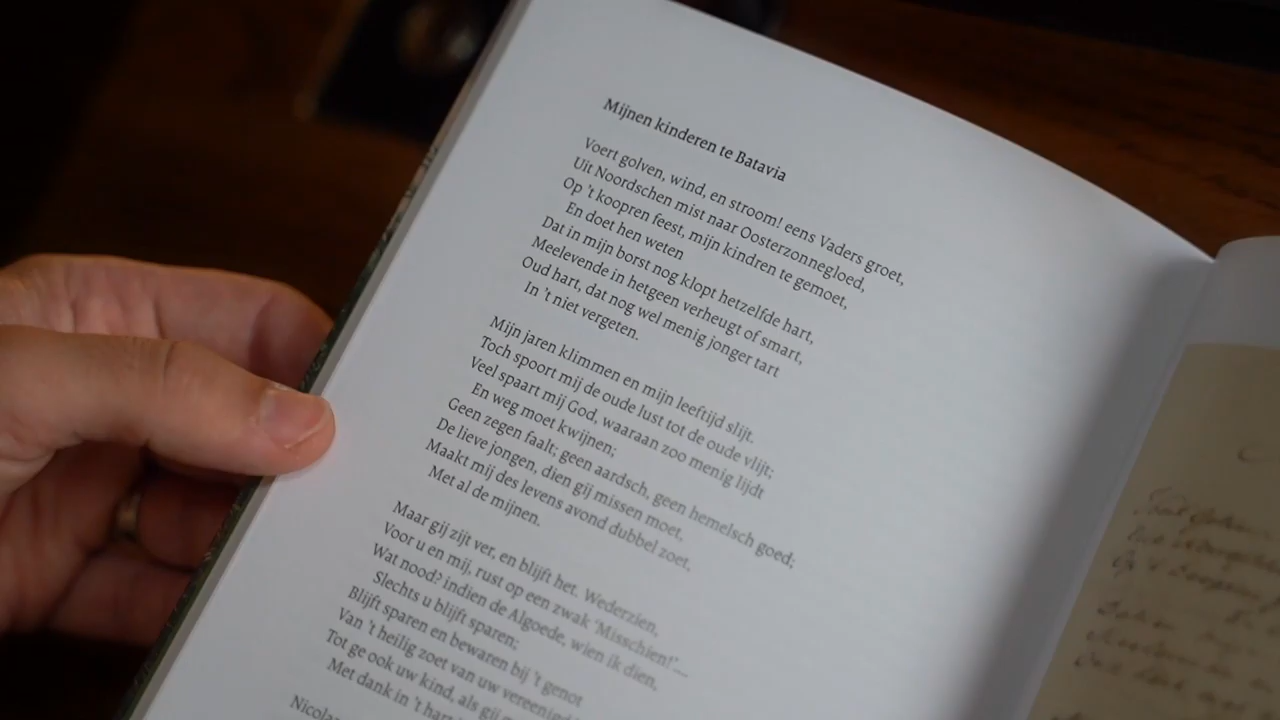 Mijnen kinderen te Batavia
Voert golven, wind, en stroom! eens Vaders groet,
Uit Noordschen mist naar Oosterzonnegloed,
Op 't koopren feest, mijn kindren te gemoet,
En doet hen weten
Dat in mijn borst nog klopt hetzelfde hart,
Meelevende in hetgeen verheugt of smart,
Oud hart, dat nog wel menig jonger tart
In 't niet vergeten.
Mijn jaren klimmen en mijn leeftijd slijt.
Toch spoort mij de oude lust tot de oude vlijt;
Veel spaart mij God, waaraan zoo menig lijdt
En weg moet kwijnen;
Geen zegen faalt; geen aardsch, geen hemelsch goed;
De lieve jongen, dien gij missen moet,
Maakt mij des levens avond dubbel zoet,
Met al de mijnen.
Maar gij zijt ver, en blijft het. Wederzien,
Voor u en mij, rust op een zwak 'Misschien!'....
Wat nood? indien de Algoede, wien ik dien,
Slechts u blijft sparen;
Blijft sparen en bewaren bij 't genot
Van 't heilig zoet van uw
Tot ge ook uw kind, als gij
Met dank in 't